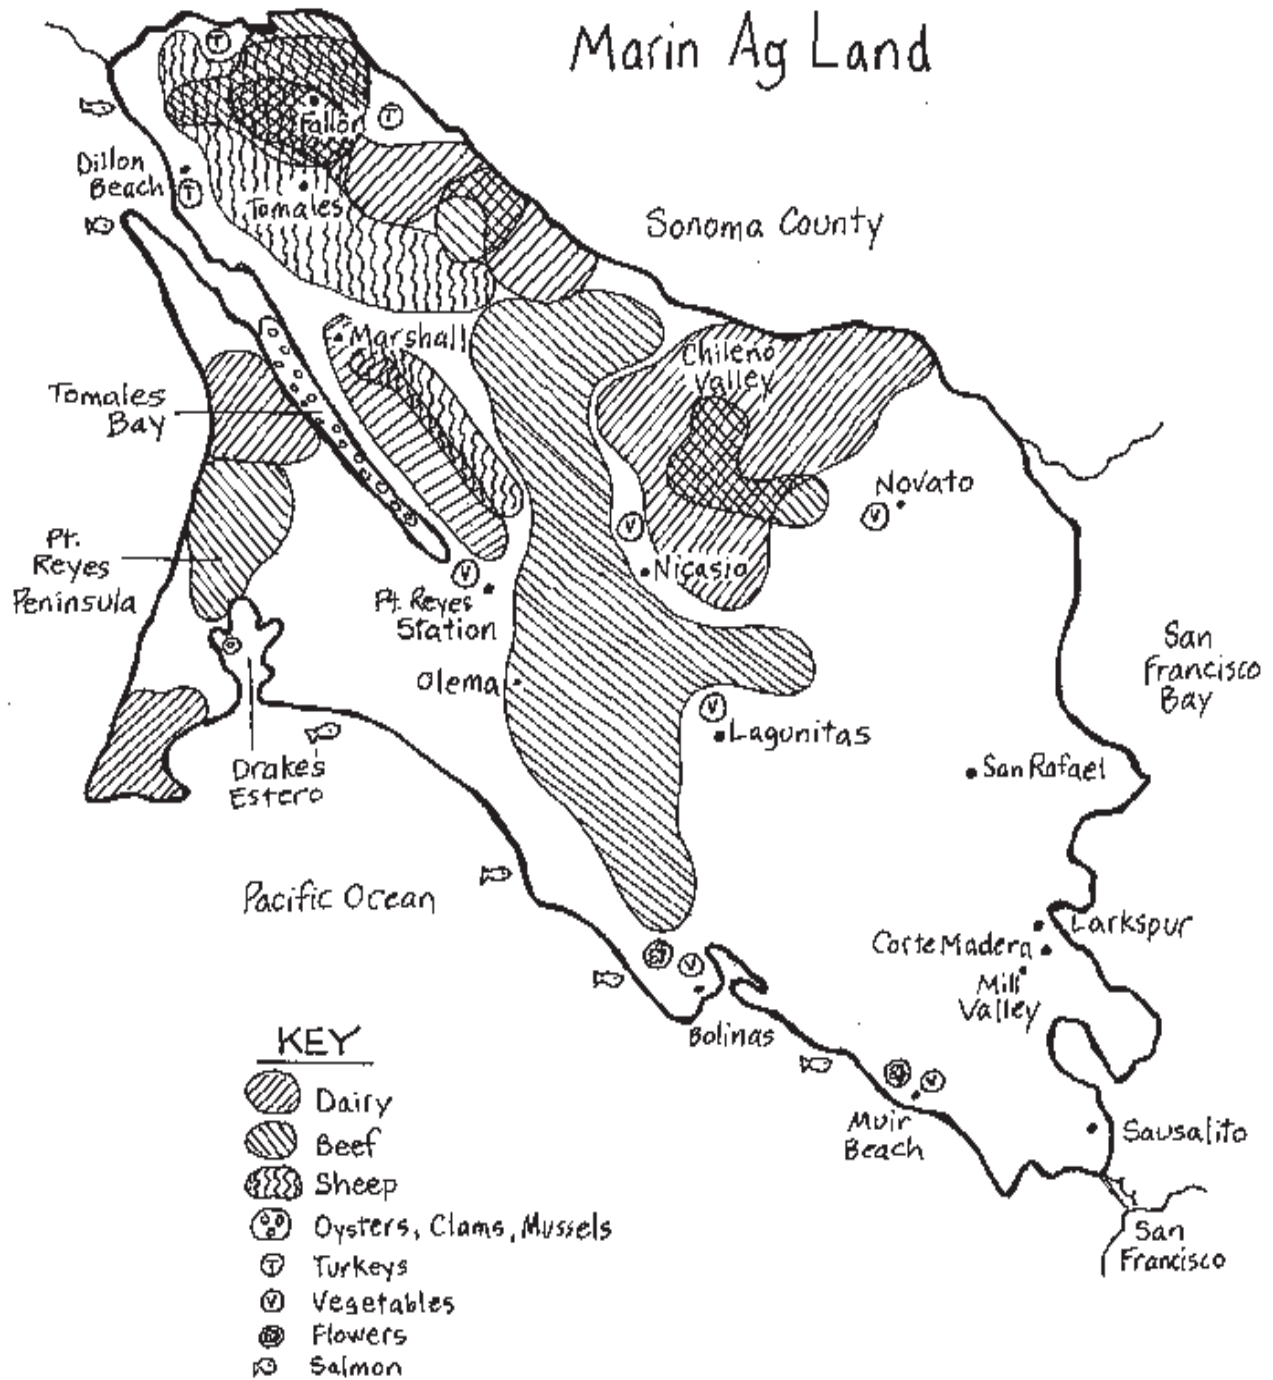 Marin Ag Land
T
Fallon
T
Dillon
Beach
T
Tomales
Sonoma County
Marshall
Chileno
Valley
Tomales
Bay
Novato
V
V
Pt.
Reyes
Peninsula
Nicasio
V
Pt. Reyes
Station
San
Francisco
Bay
Olema
V
Lagunitas
San Rafael
Drakes
Estero
Pacific Ocean
Larkspur
Corte Madera
Mill
Valley
V
Bolinas
V
Muir
Beach
Sausalito
San
Francisco
KEY
Dairy
Beef
Sheep
Oysters, Clams, Mussels
T Turkeys
V Vegetables
Flowers
Salmon